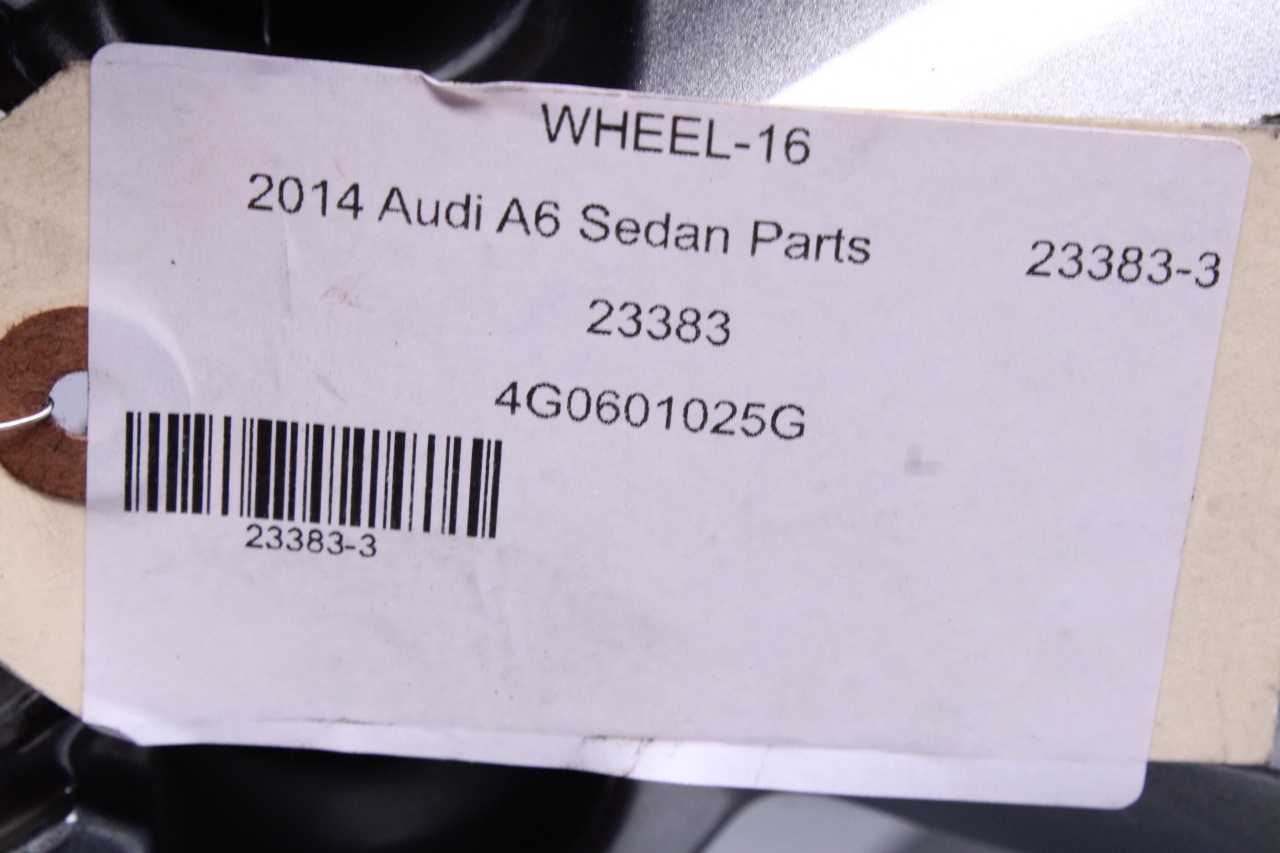 WHEEL-16
2014 Audi A6 Sedan Parts
23383-3
23383
4G0601025G
23383-3